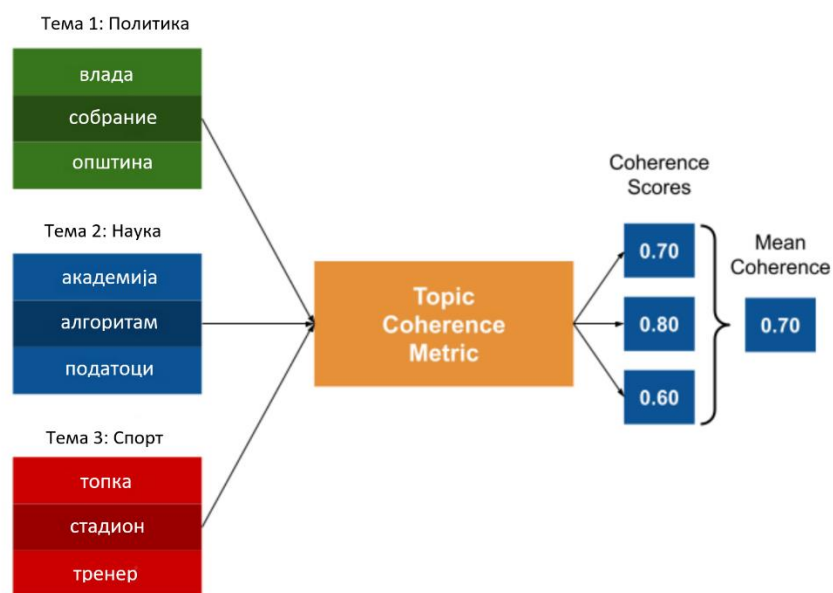 Тема 1: Политика
влада
собрание
општина
Тема 2: Наука
академија
алгоритам
податоци
Тема 3: Спорт
топка
стадион
тренер
Topic
Coherence
Metric
Coherence
Scores
0.70
0.80
0.60
Mean
Coherence
0.70